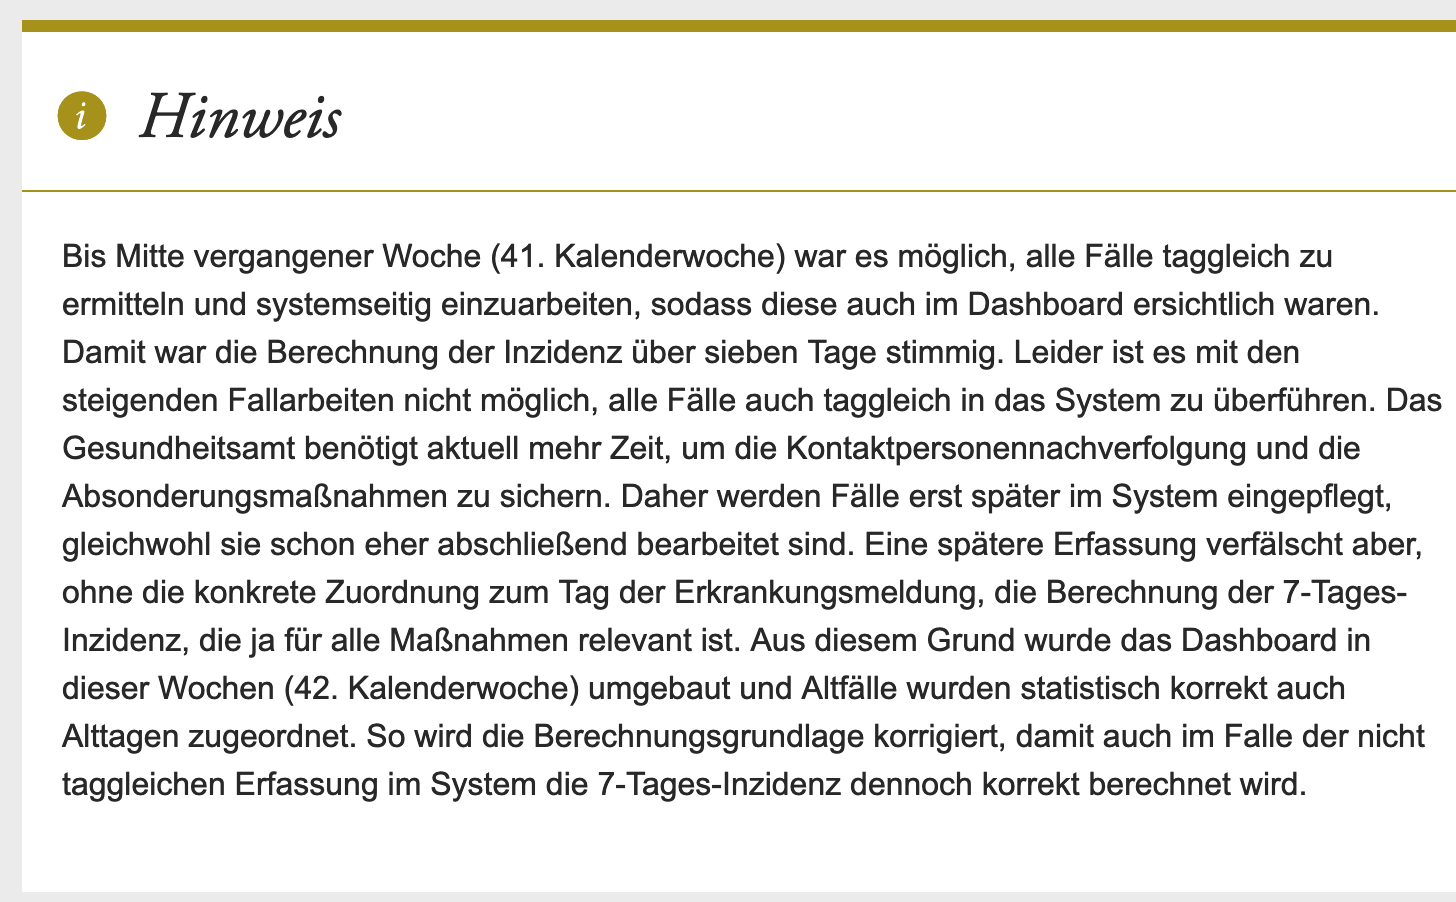 i Hinweis
Bis Mitte vergangener Woche (41. Kalenderwoche) war es möglich, alle Fälle taggleich zu
ermitteln und systemseitig einzuarbeiten, sodass diese auch im Dashboard ersichtlich waren.
Damit war die Berechnung der Inzidenz über sieben Tage stimmig. Leider ist es mit den
steigenden Fallarbeiten nicht möglich, alle Fälle auch taggleich in das System zu überführen. Das
Gesundheitsamt benötigt aktuell mehr Zeit, um die Kontaktpersonennachverfolgung und die
Absonderungsmaßnahmen zu sichern. Daher werden Fälle erst später im System eingepflegt,
gleichwohl sie schon eher abschließend bearbeitet sind. Eine spätere Erfassung verfälscht aber,
ohne die konkrete Zuordnung zum Tag der Erkrankungsmeldung, die Berechnung der 7-Tages-
Inzidenz, die ja für alle Maßnahmen relevant ist. Aus diesem Grund wurde das Dashboard in
dieser Wochen (42. Kalenderwoche) umgebaut und Altfälle wurden statistisch korrekt auch
Alttagen zugeordnet. So wird die Berechnungsgrundlage korrigiert, damit auch im Falle der nicht
taggleichen Erfassung im System die 7-Tages-Inzidenz dennoch korrekt berechnet wird.